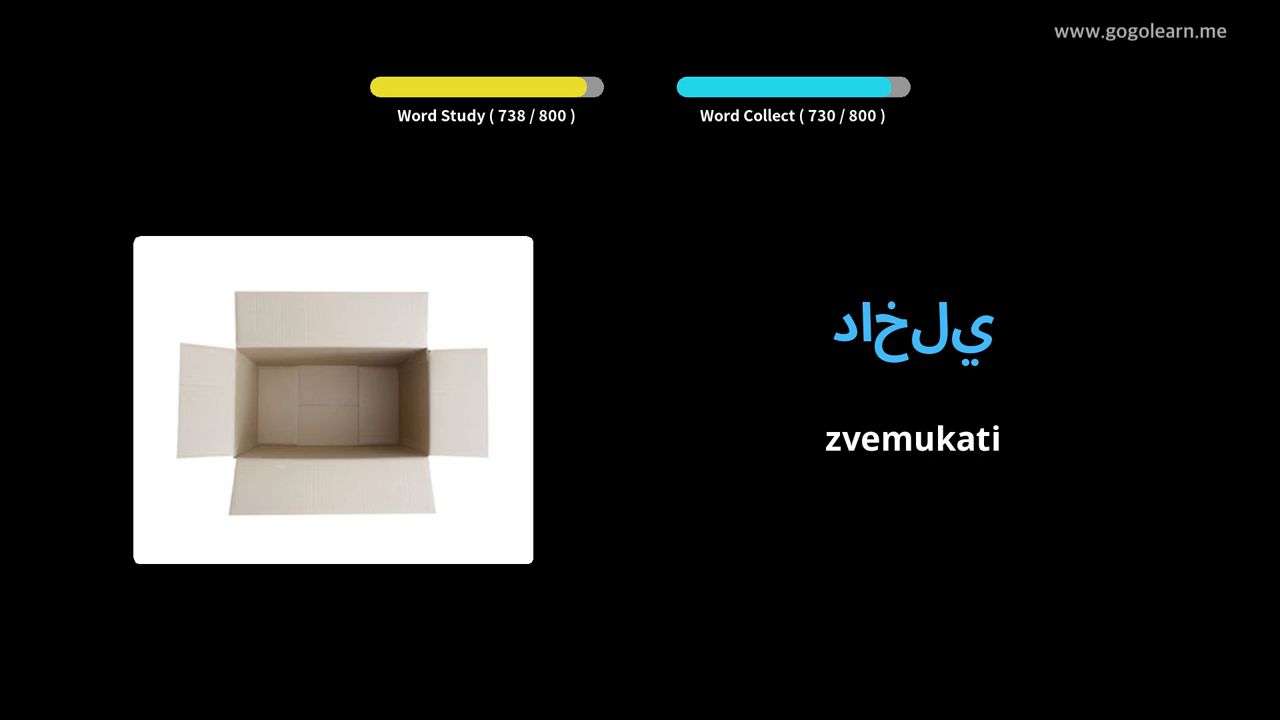 www.gogolearn.me
Word Study ( 738 / 800 )
Word Collect ( 730 / 800 )
داخلي
zvemukati